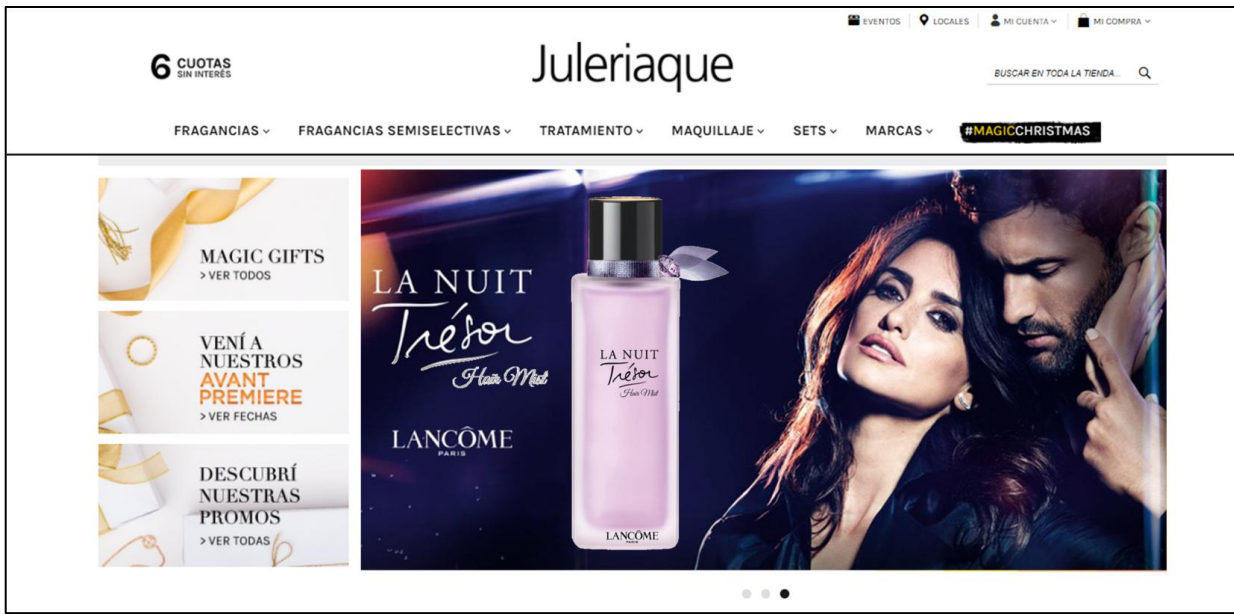 EVENTOS
LOCALES
MI CUENTA
MI COMPRA
6 CUOTAS
SIN INTERÉS
Juleriaque
BUSCAR EN TODA LA TIENDA...
FRAGANCIAS
FRAGANCIAS SEMISELECTIVAS
TRATAMIENTO
MAQUILLAJE
SETS
MARCAS
#MAGICCHRISTMAS
MAGIC GIFTS
> VER TODOS
VENÍ A
NUESTROS
AVANT
PREMIERE
> VER FECHAS
DESCUBRÍ
NUESTRAS
PROMOS
> VER TODAS
LA NUIT
Trésor
Hair Mist
LANCÔME
PARIS
LA NUIT
Trésor
Hair Mist
LANCÔME
PARIS